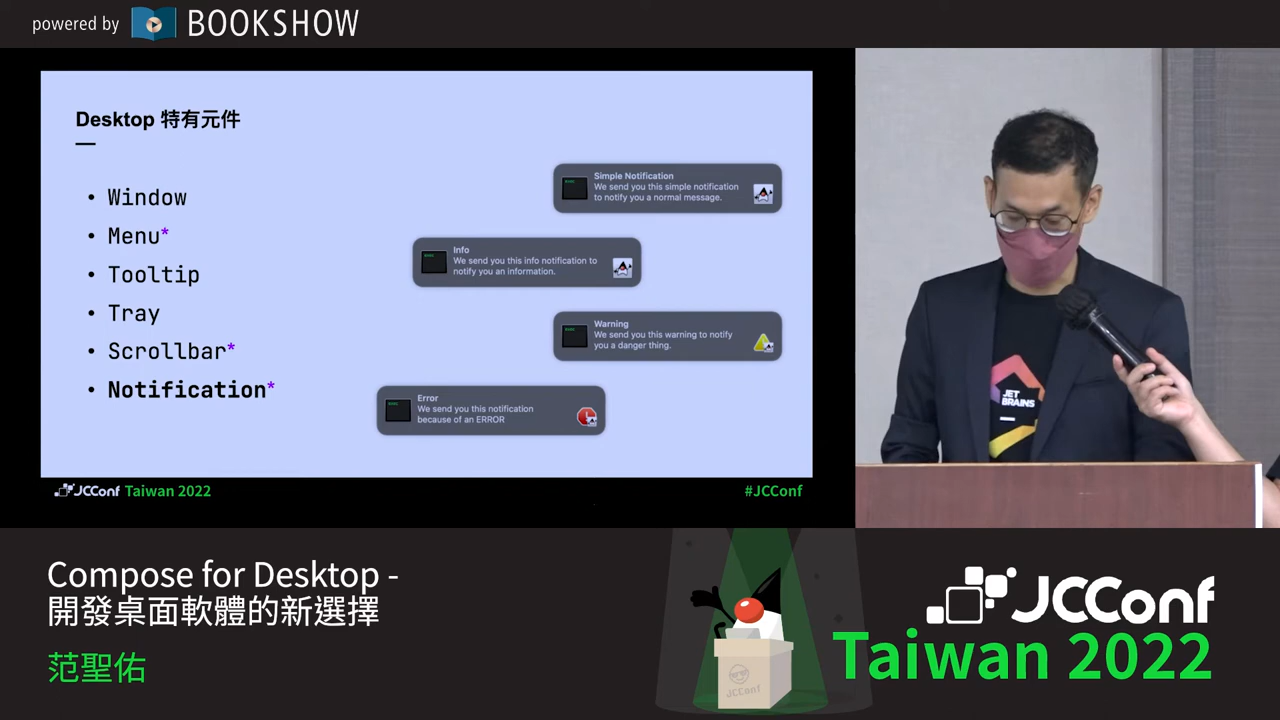 powered by BOOKSHOW
Desktop 特有元件
• Window
• Menu*
• Tooltip
• Tray
• Scrollbar*
• Notification*
Simple Notification
We send you this simple notification
to notify you a normal message.
Info
We send you this info notification to
notify you an information.
Warning
We send you this warning to notify
you a danger thing.
Error
We send you this notification
because of an ERROR
JCConf Taiwan 2022
#JCConf
JET
BRAINS
Compose for Desktop -
開發桌面軟體的新選擇
范聖佑
JCConf
JCConf
Taiwan 2022